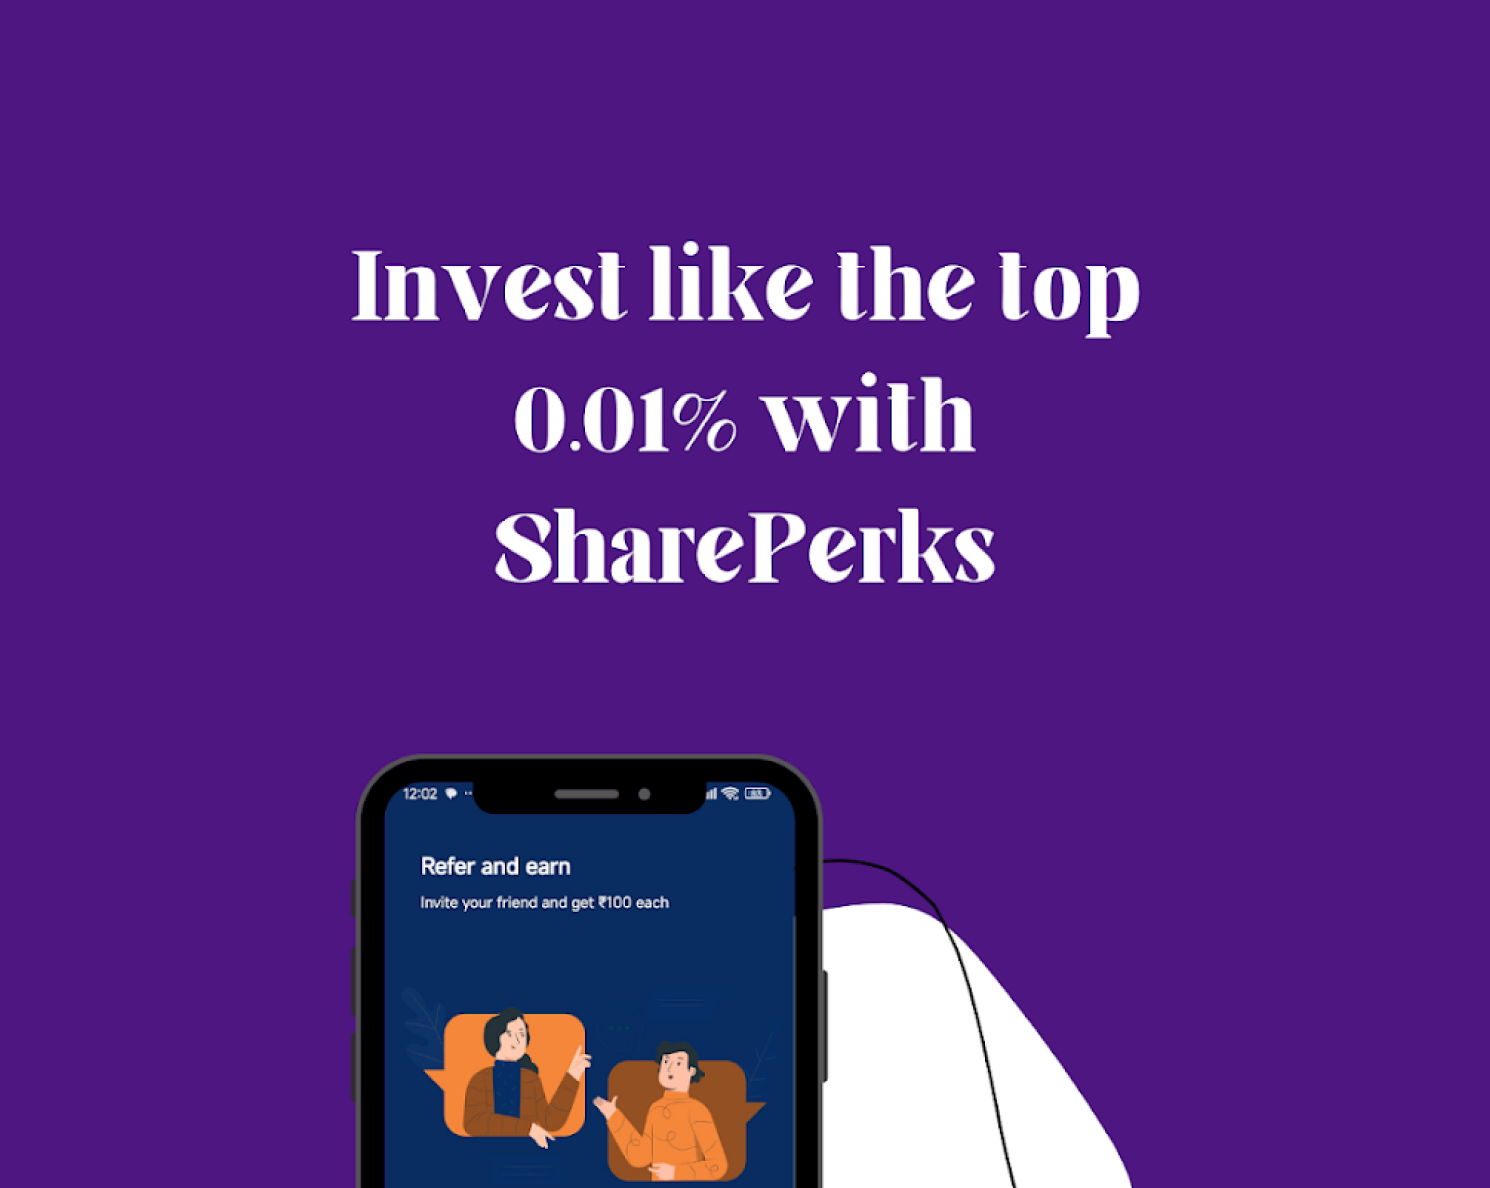 Invest like the top
0.01% with
SharePerks
12:02
Refer and earn
Invite your friend and get ₹100 each